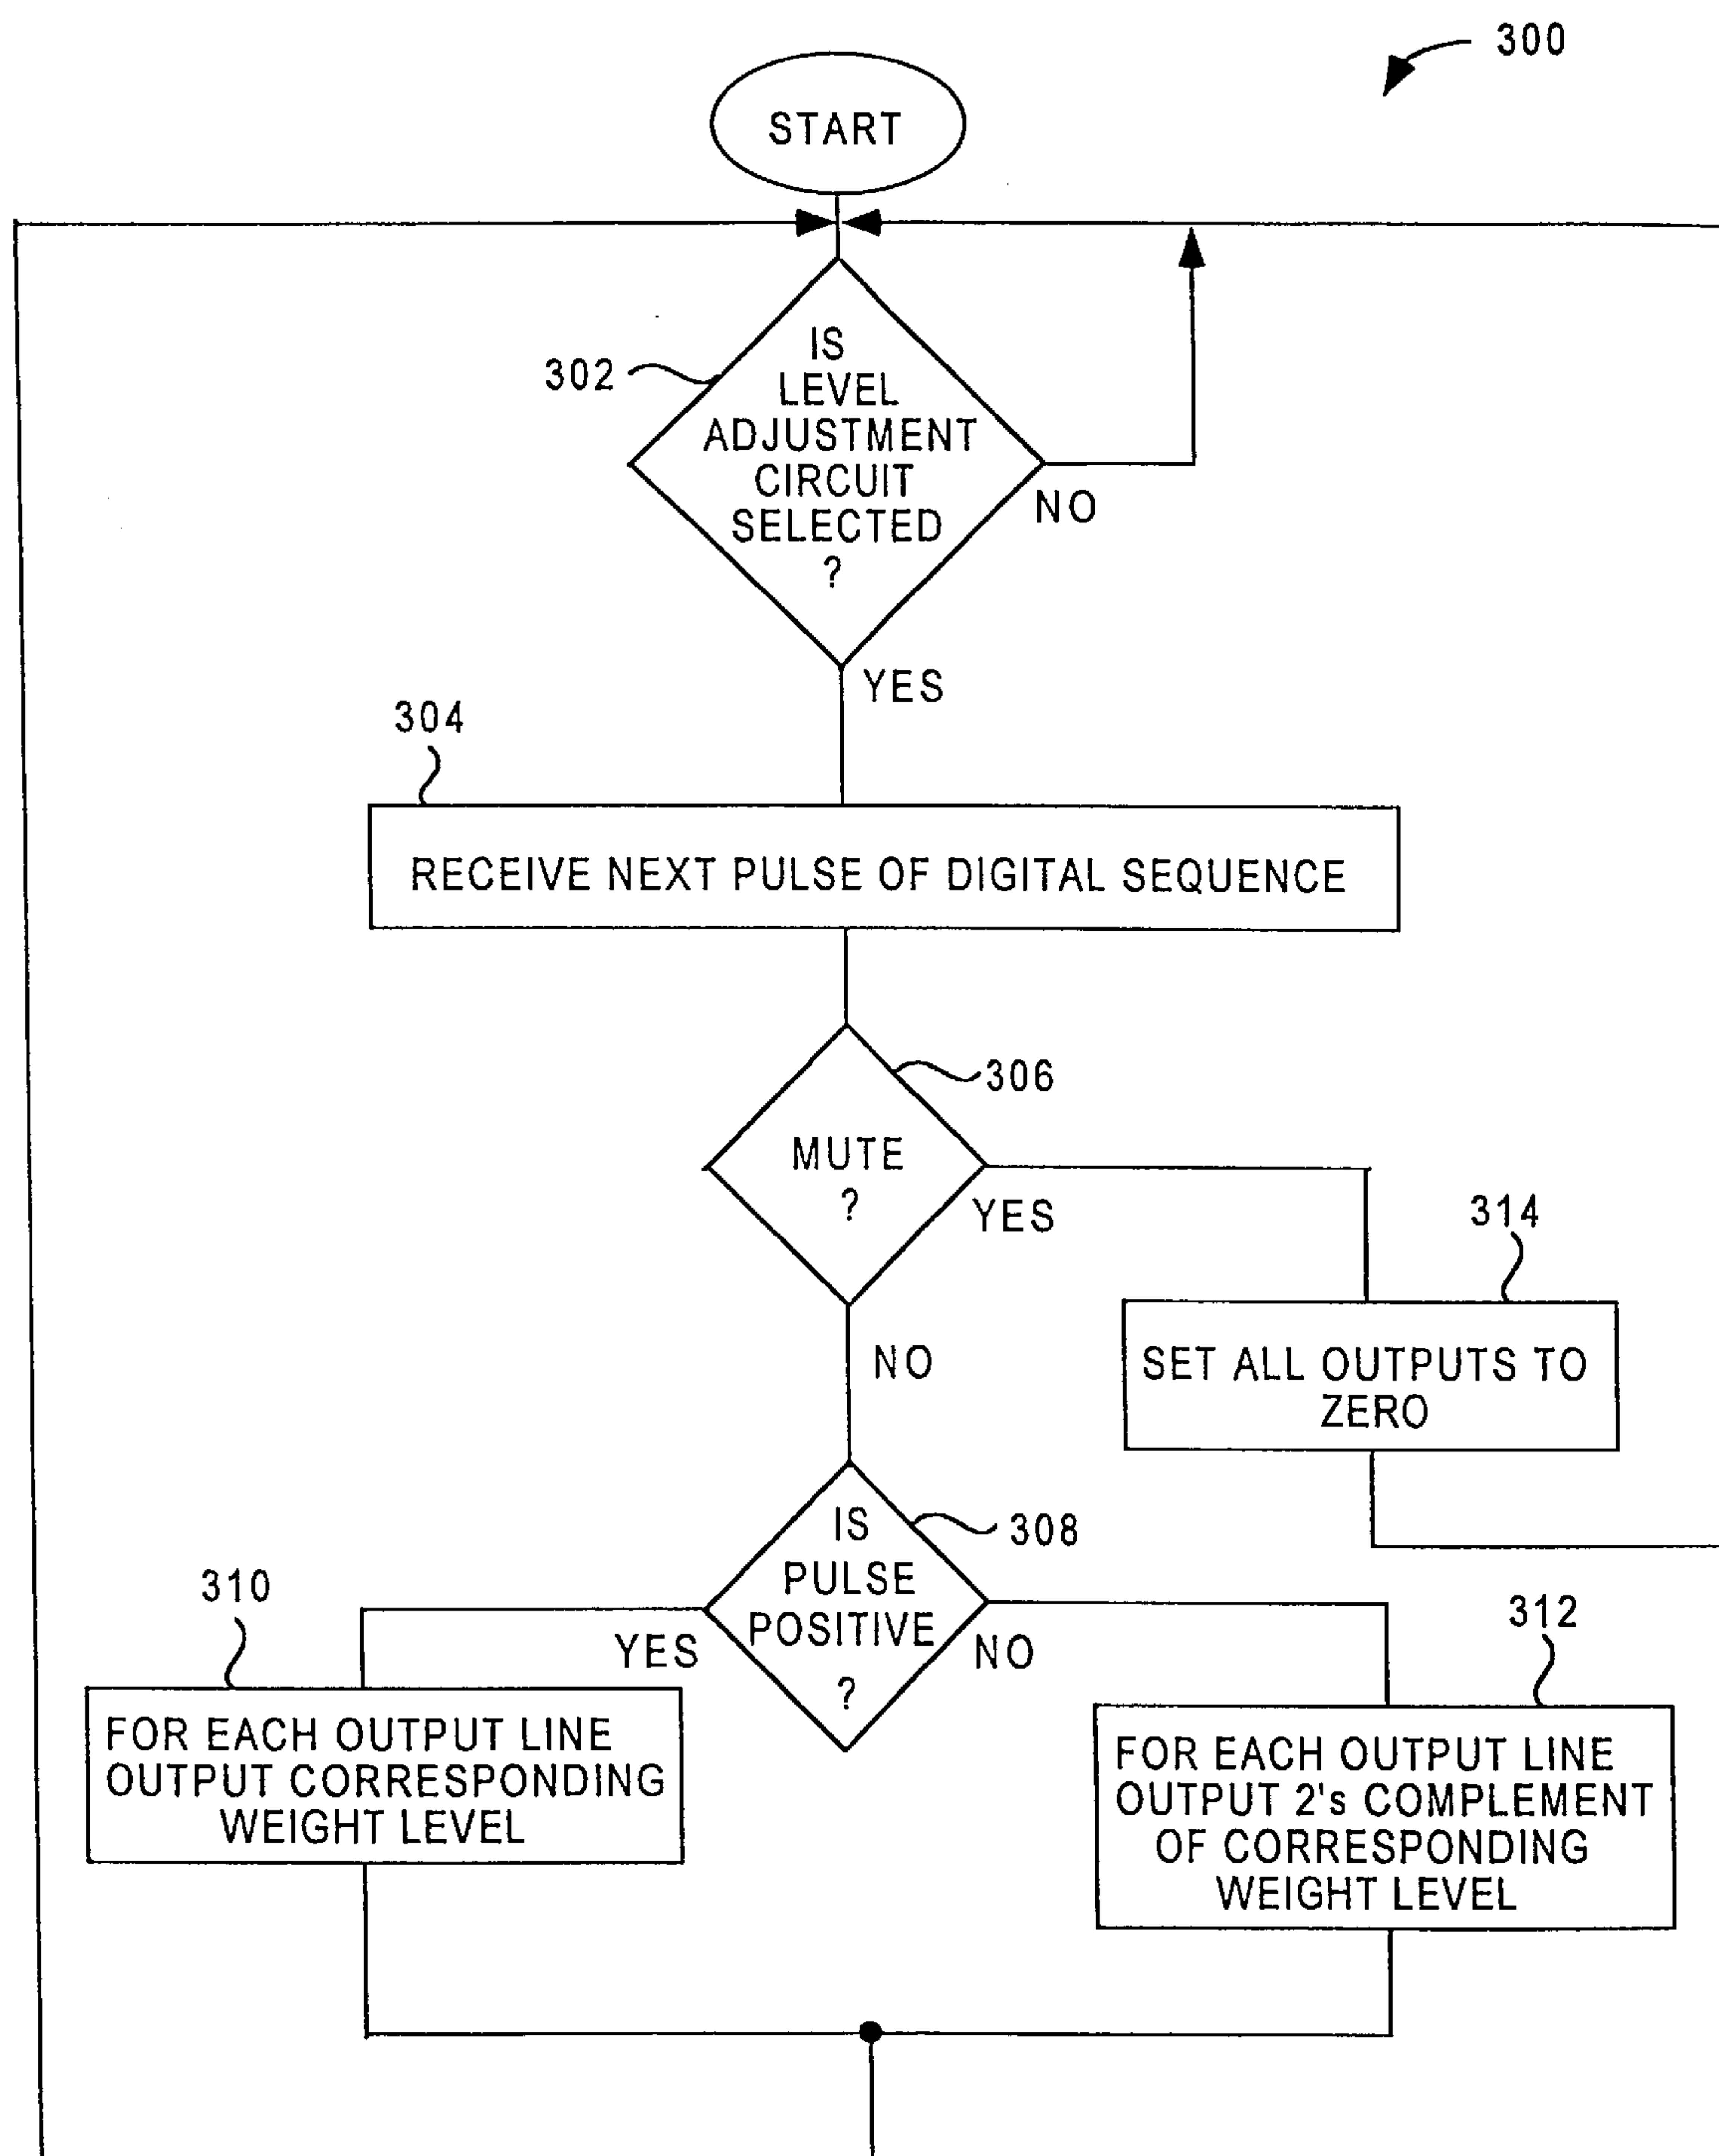 300
START
302
IS
LEVEL
ADJUSTMENT
CIRCUIT
SELECTED
?
NO
YES
304
RECEIVE NEXT PULSE OF DIGITAL SEQUENCE
306
MUTE
?
YES
NO
314
SET ALL OUTPUTS TO
ZERO
308
IS
PULSE
POSITIVE
?
YES
NO
310
FOR EACH OUTPUT LINE
OUTPUT CORRESPONDING
WEIGHT LEVEL
312
FOR EACH OUTPUT LINE
OUTPUT 2's COMPLEMENT
OF CORRESPONDING
WEIGHT LEVEL